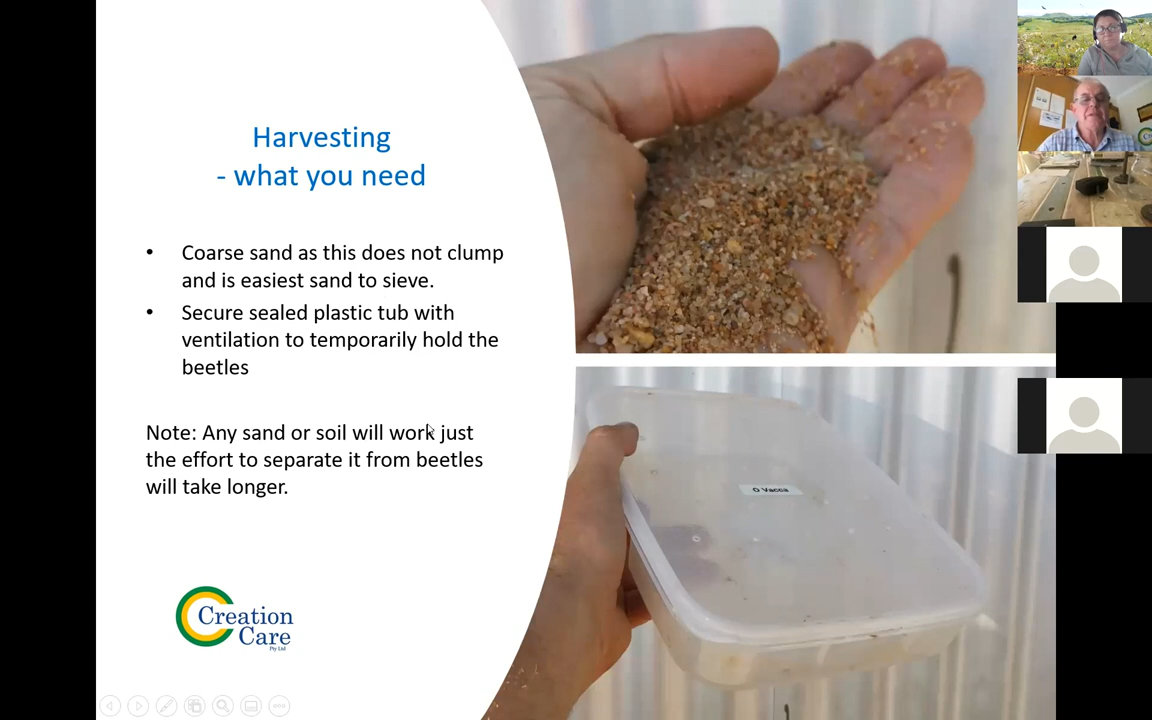 Harvesting
- what you need
• Coarse sand as this does not clump
and is easiest sand to sieve.
• Secure sealed plastic tub with
ventilation to temporarily hold the
beetles
Note: Any sand or soil will work just
the effort to separate it from beetles
will take longer.
O Vacca
Creation
Care
Pty Ltd